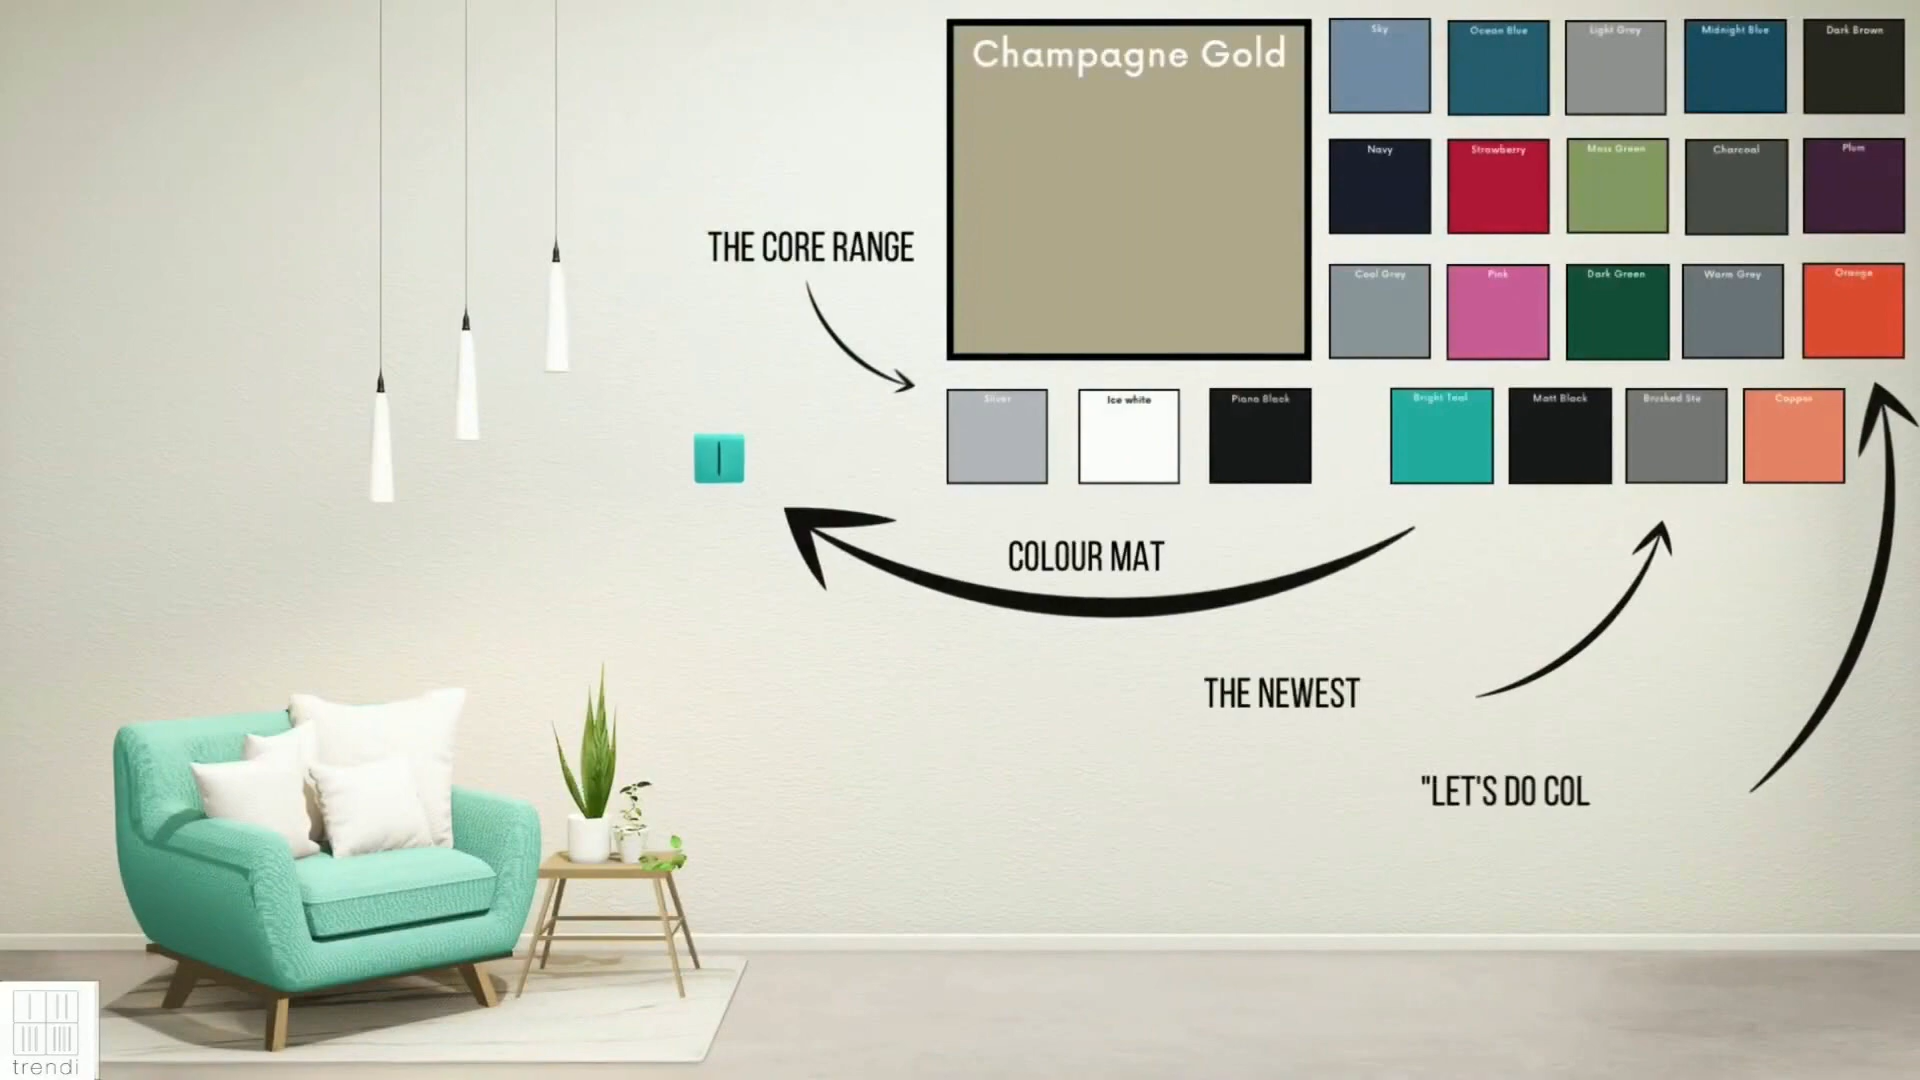 Champagne Gold
Sky
Ocean Blue
Light Grey
Midnight Blue
Dark Brown
Navy
Strawberry
Moss Green
Charcoal
Plum
Cool Grey
Pink
Dark Green
Warm Grey
Orange
THE CORE RANGE
Silver
Ice white
Piano Black
Bright Teal
Matt Black
Brushed Ste
Copper
COLOUR MAT
THE NEWEST
"LET'S DO COL
trendi